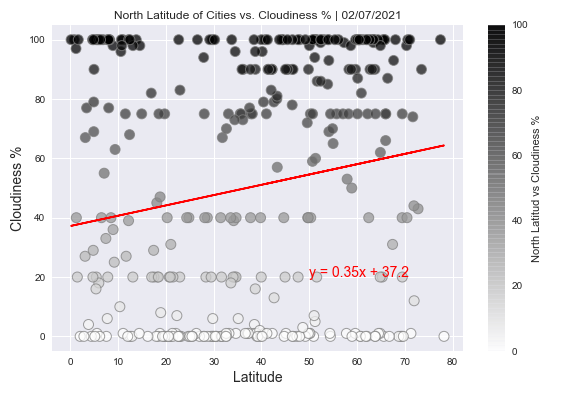 North Latitude of Cities vs. Cloudiness % | 02/07/2021
100
80
60
40
20
0
Cloudiness %
y = 0.35x + 37.2
0 10 20 30 40 50 60 70 80
Latitude
100
80
60
40
20
0
North Latitud vs Cloudiness %